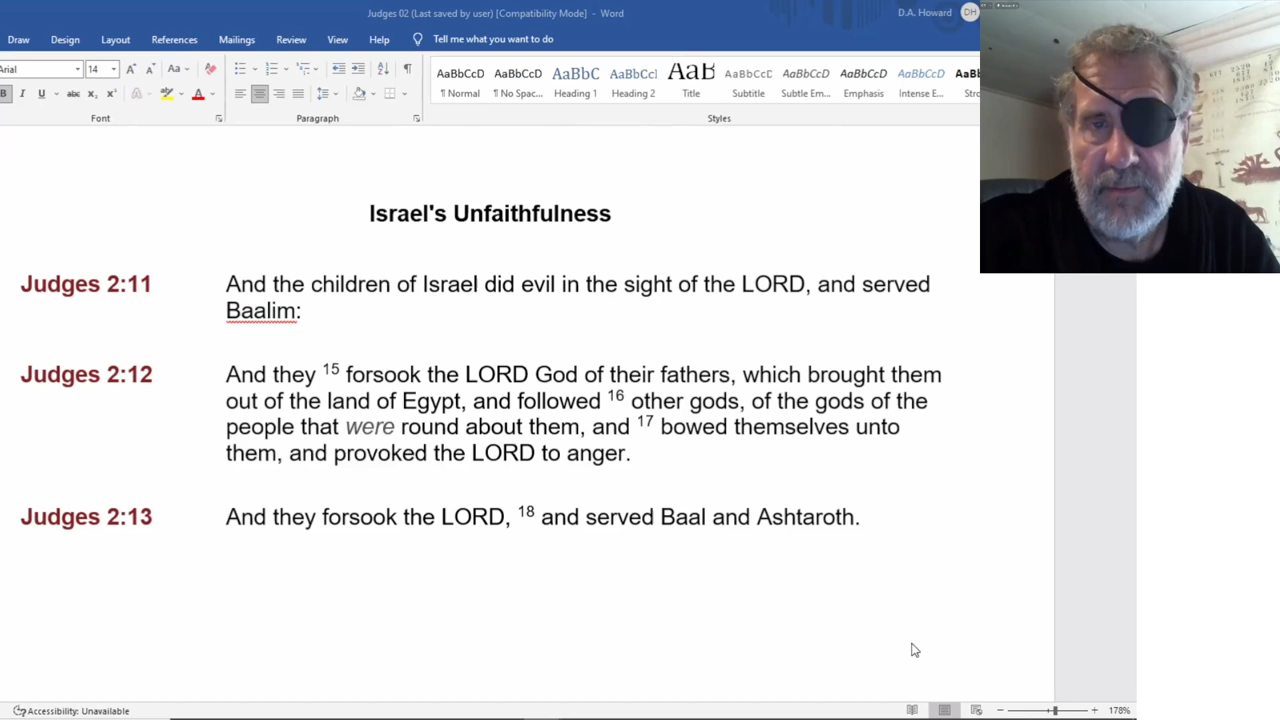 Judges 02 (Last saved by user) [Compatibility Mode] – Word
D.A. Howard
DH
Draw Design Layout References Mailings Review View Help Tell me what you want to do
Arial 14 Aa
AaBbCcD AaBbCcD AaBbC AaBbCcI AaB AaBbCcD AaBbCcD AaBbCcD AaBbCcD AaBb
B I U abc x₂ x² A A
¶ Normal ¶ No Spac... Heading 1 Heading 2 Title Subtitle Subtle Em... Emphasis Intense E... Stro
Font Paragraph Styles
Israel's Unfaithfulness
Judges 2:11 And the children of Israel did evil in the sight of the LORD, and served
Baalim:
Judges 2:12 And they 15 forsook the LORD God of their fathers, which brought them
out of the land of Egypt, and followed 16 other gods, of the gods of the
people that were round about them, and 17 bowed themselves unto
them, and provoked the LORD to anger.
Judges 2:13 And they forsook the LORD, 18 and served Baal and Ashtaroth.
Accessibility: Unavailable
178%